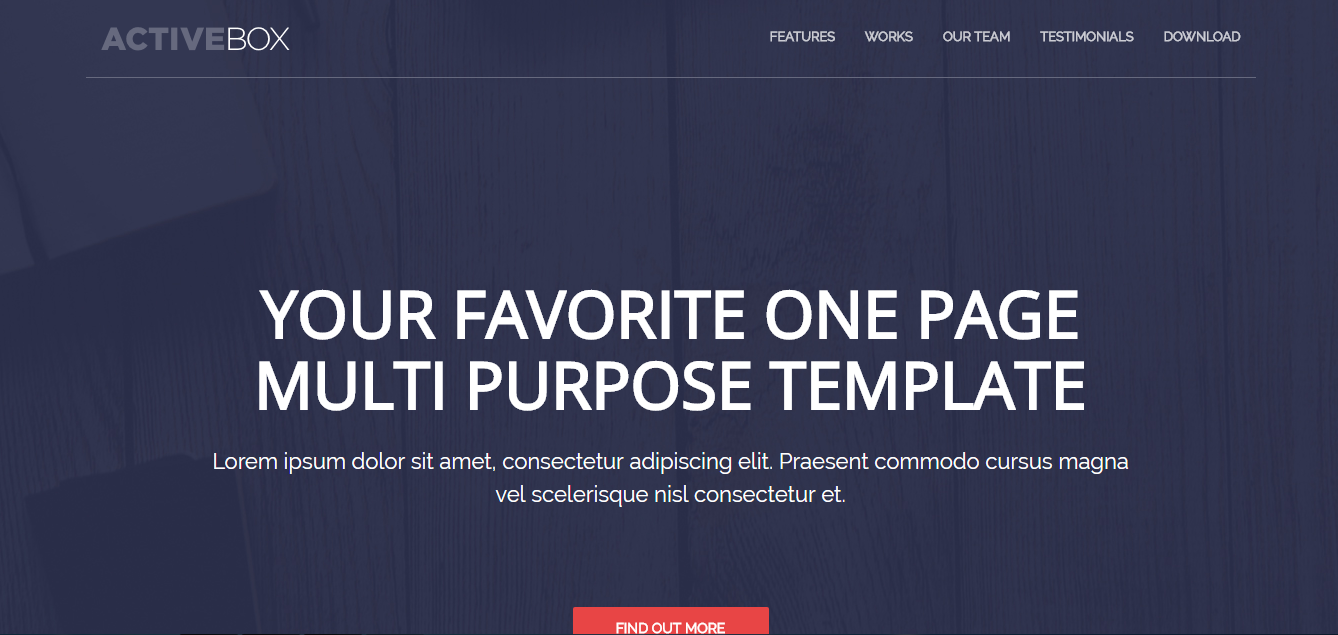 ACTIVEBOX
FEATURES WORKS OUR TEAM TESTIMONIALS DOWNLOAD
YOUR FAVORITE ONE PAGE
MULTI PURPOSE TEMPLATE
Lorem ipsum dolor sit amet, consectetur adipiscing elit. Praesent commodo cursus magna
vel scelerisque nisl consectetur et.
FIND OUT MORE